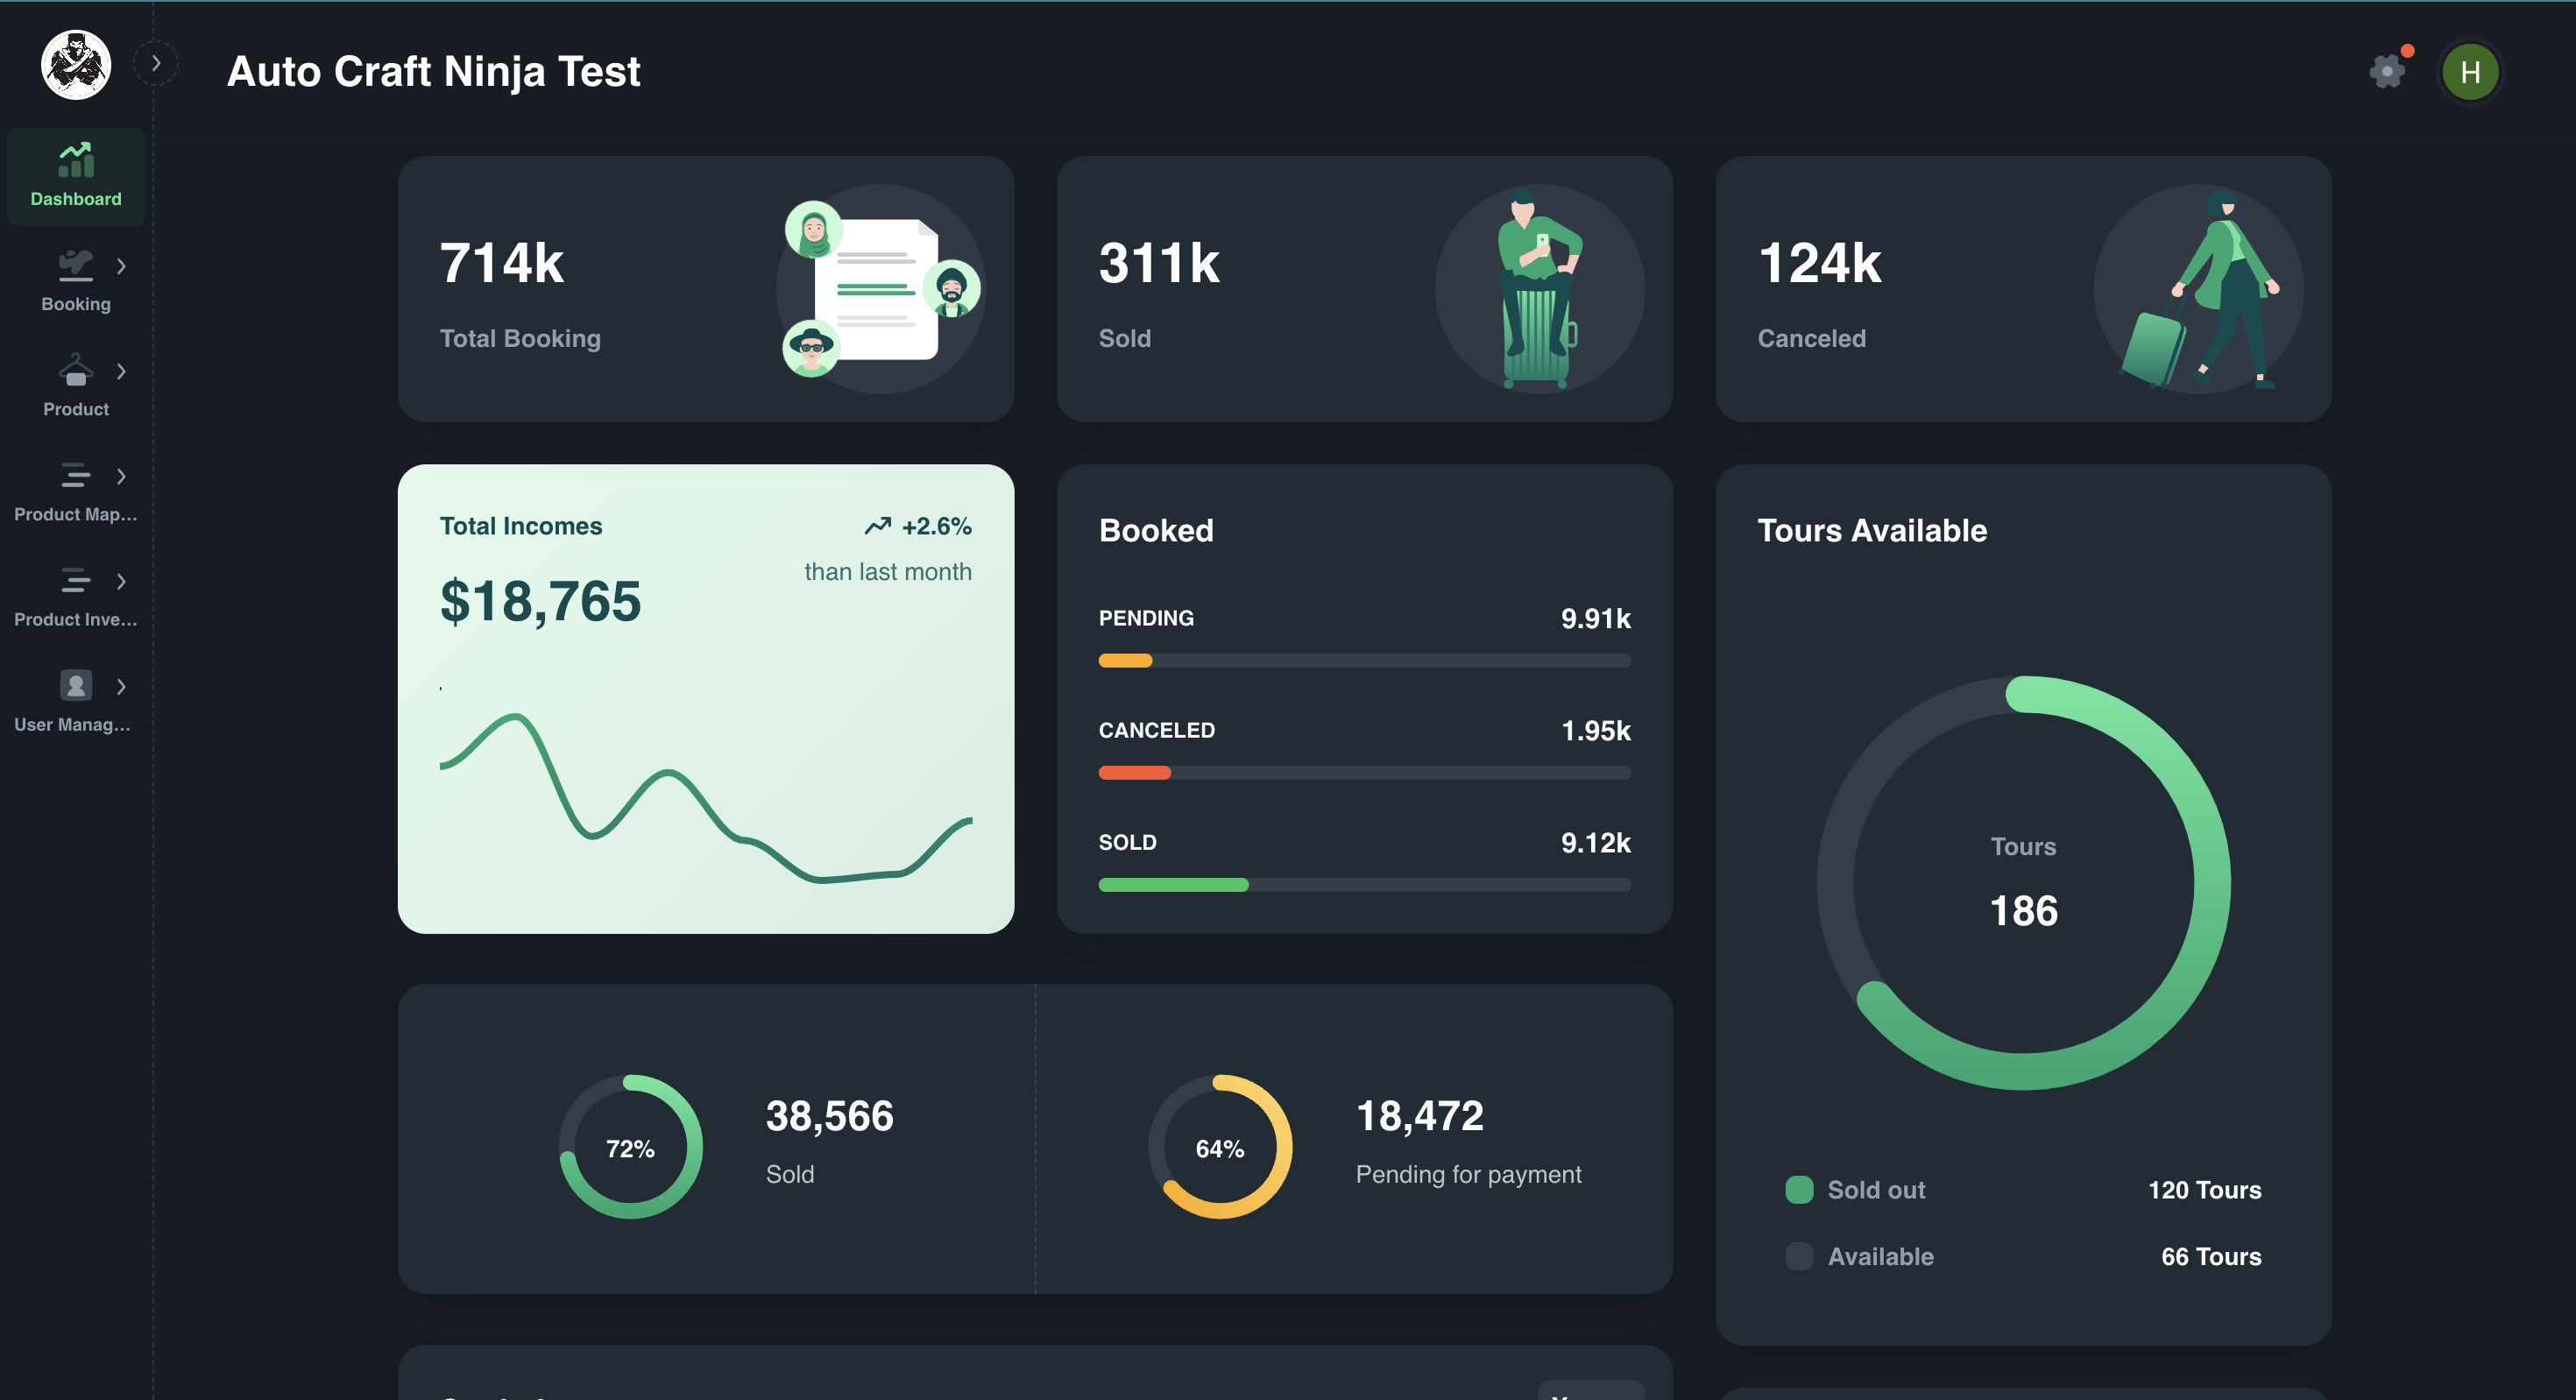 Auto Craft Ninja Test
H
Dashboard
Booking
Product
Product Map...
Product Inve...
User Manag...
714k
Total Booking
311k
Sold
124k
Canceled
Total Incomes
+2.6%
than last month
$18,765
Booked
PENDING 9.91k
CANCELED 1.95k
SOLD 9.12k
Tours Available
Tours
186
Sold out 120 Tours
Available 66 Tours
72%
38,566
Sold
64%
18,472
Pending for payment